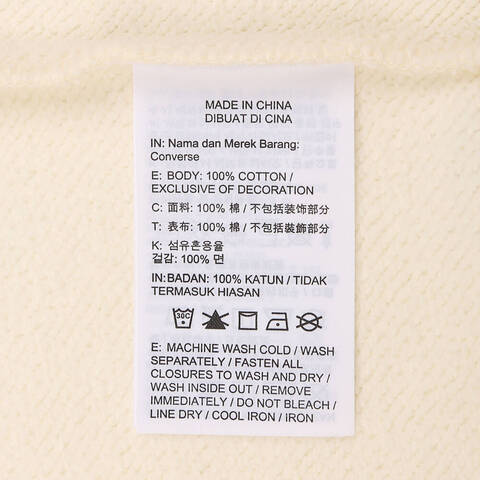 MADE IN CHINA
DIBUAT DI CINA
IN: Nama dan Merek Barang:
Converse
E: BODY: 100% COTTON /
EXCLUSIVE OF DECORATION
C: 面料: 100% 棉 / 不包括装饰部分
T: 表布: 100% 棉 / 不包括裝飾部分
K: 섬유혼용율
겉감: 100% 면
IN:BADAN: 100% KATUN / TIDAK
TERMASUK HIASAN
30C
E: MACHINE WASH COLD / WASH
SEPARATELY / FASTEN ALL
CLOSURES TO WASH AND DRY /
WASH INSIDE OUT / REMOVE
IMMEDIATELY / DO NOT BLEACH /
LINE DRY / COOL IRON / IRON